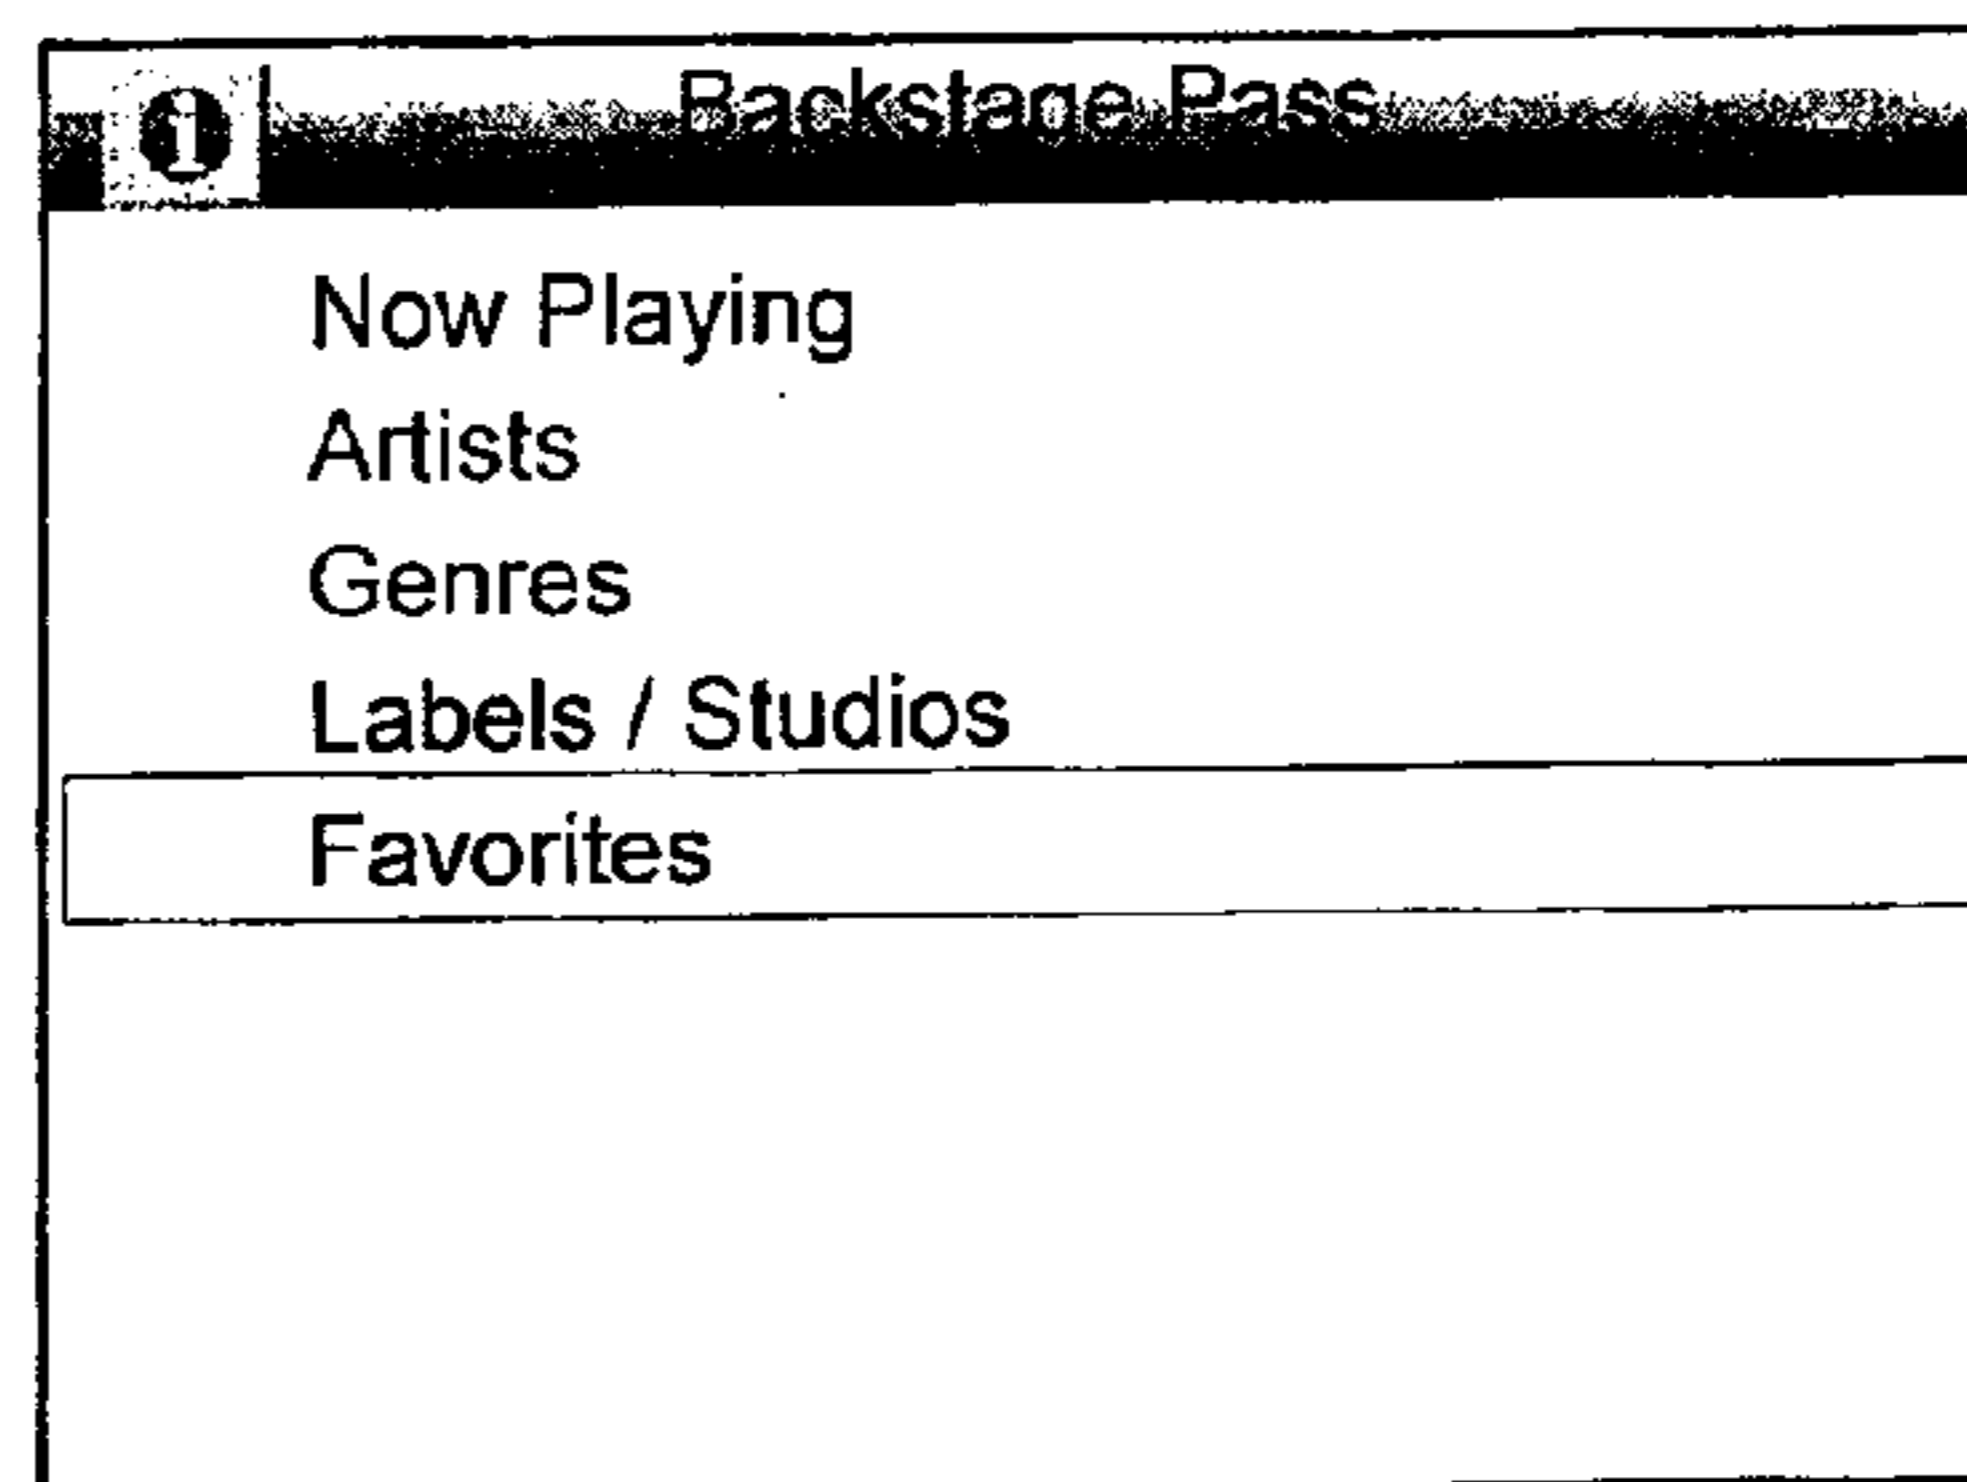 i
Backstage Pass
Now Playing
Artists
Genres
Labels / Studios
Favorites